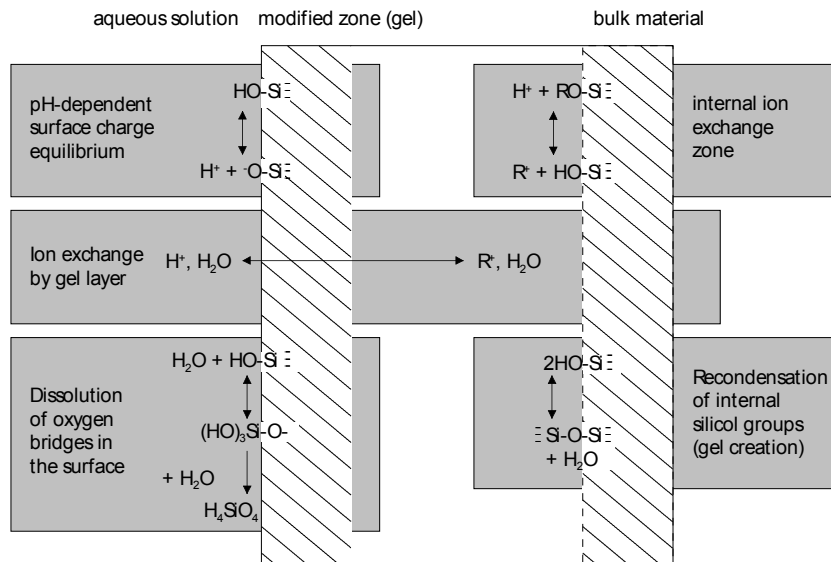 aqueous solution modified zone (gel) bulk material
pH-dependent
surface charge
equilibrium
HO-Si
H⁺ + ⁻O-Si
H⁺ + RO-Si
R⁺ + HO-Si
internal ion
exchange
zone
Ion exchange
by gel layer
H⁺, H₂O
R⁺, H₂O
Dissolution
of oxygen
bridges in
the surface
H₂O + HO-Si
(HO)₃Si-O-
+ H₂O
H₄SiO₄
2HO-Si
Si-O-Si
+ H₂O
Recondensation
of internal
silicol groups
(gel creation)